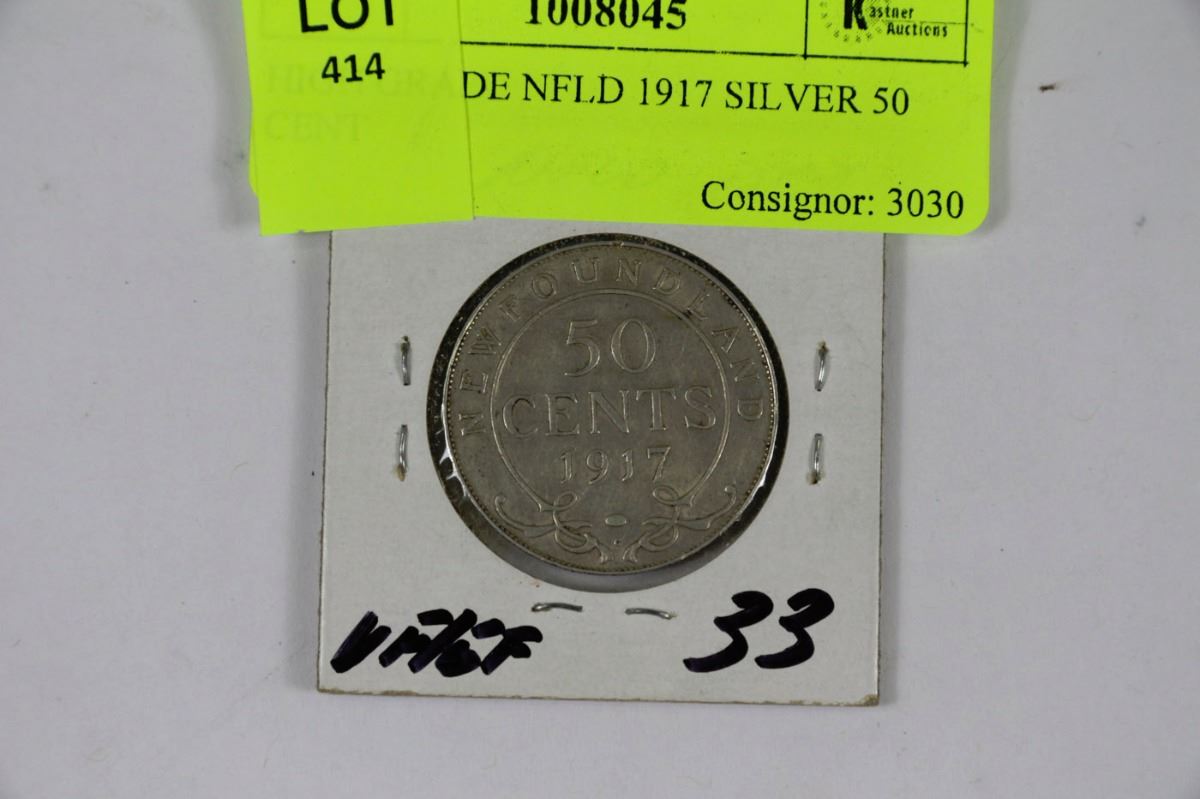 LOT
414
1008045
Kastner
Auctions
HIGH GRADE NFLD 1917 SILVER 50
CENT
Consignor: 3030
NEWFOUNDLAND
50
CENTS
1917
33